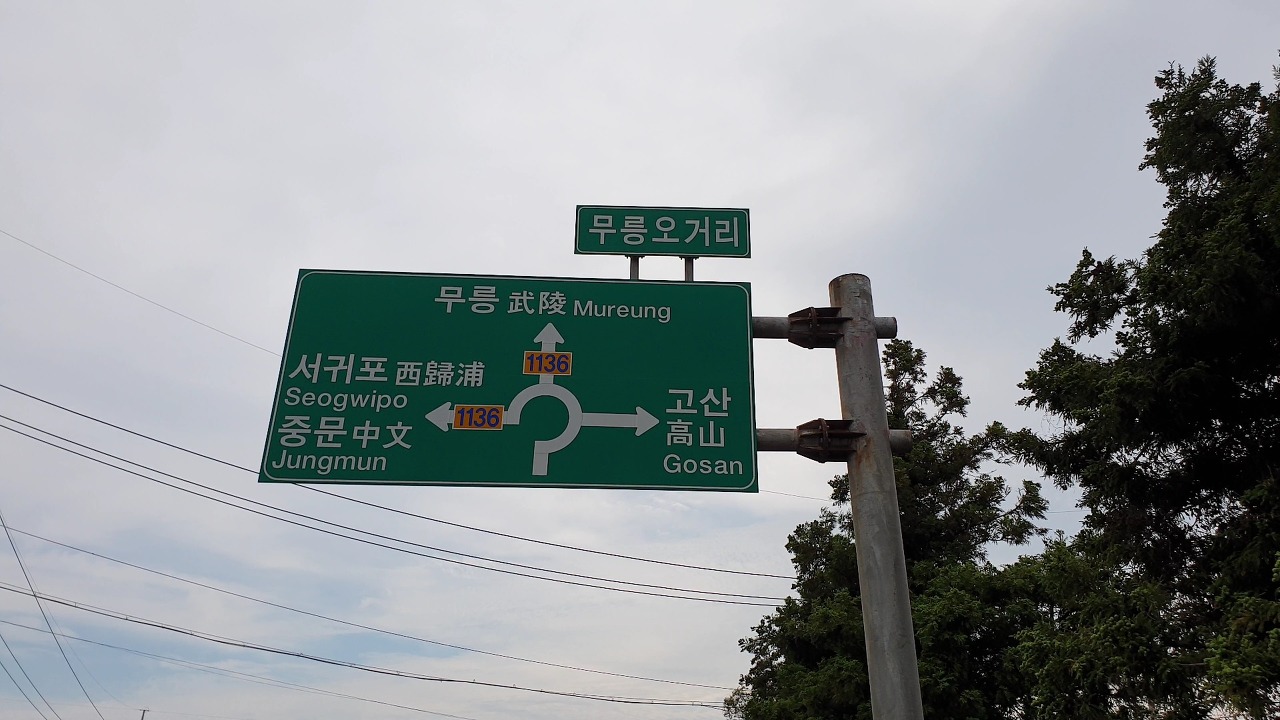 무릉오거리
무릉 武陵 Mureung
1136
서귀포 西歸浦
Seogwipo
중문 中文
Jungmun
1136
고산
高山
Gosan